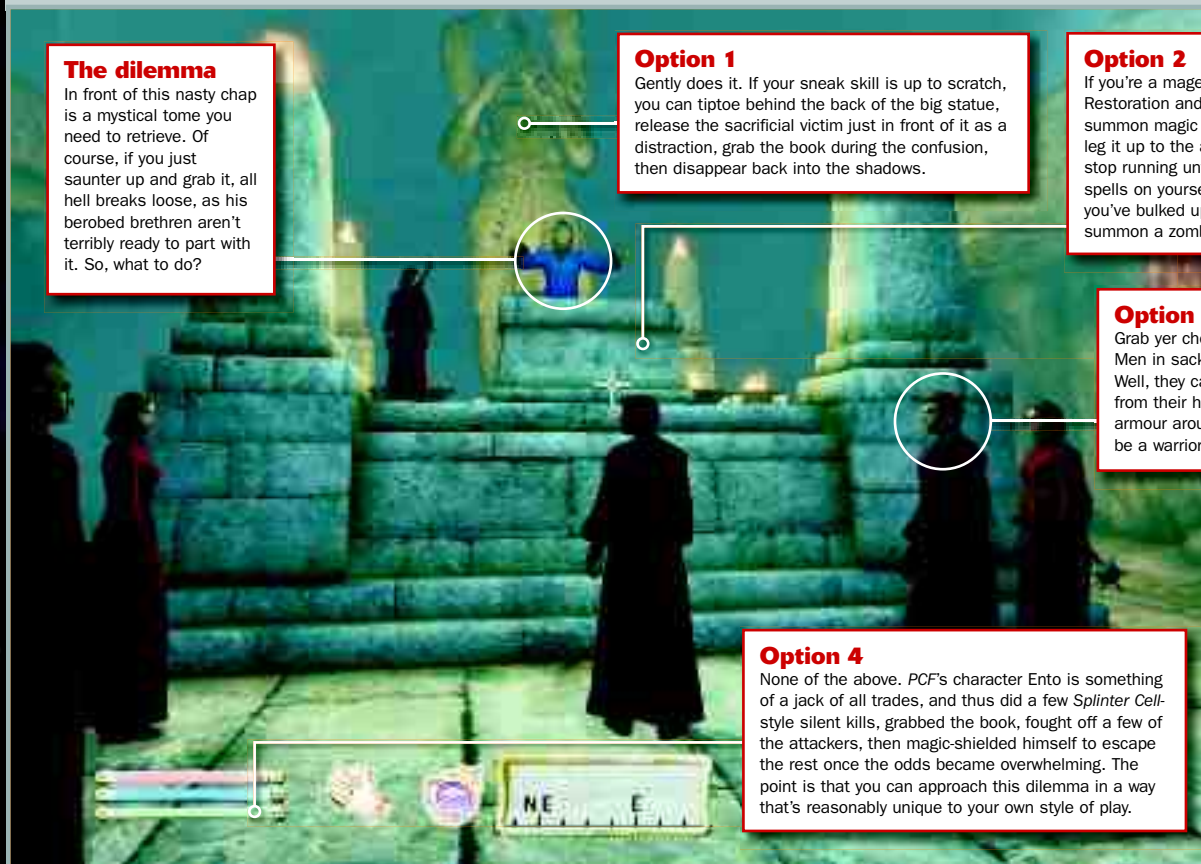 The dilemma
In front of this nasty chap
is a mystical tome you
need to retrieve. Of
course, if you just
saunter up and grab it, all
hell breaks loose, as his
berobed brethren aren't
terribly ready to part with
it. So, what to do?
Option 1
Gently does it. If your sneak skill is up to scratch,
you can tiptoe behind the back of the big statue,
release the sacrificial victim just in front of it as a
distraction, grab the book during the confusion,
then disappear back into the shadows.
Option 2
If you're a mage
Restoration and
summon magic
leg it up to the
stop running
spells on
you've bulked
summon a
Option
Grab yer
Men in
Well, they
from their
armour
be a warrior
Option 4
None of the above. PCF's character Ento is something
of a jack of all trades, and thus did a few Splinter Cell-
style silent kills, grabbed the book, fought off a few of
the attackers, then magic-shielded himself to escape
the rest once the odds became overwhelming. The
point is that you can approach this dilemma in a way
that's reasonably unique to your own style of play.
NE E